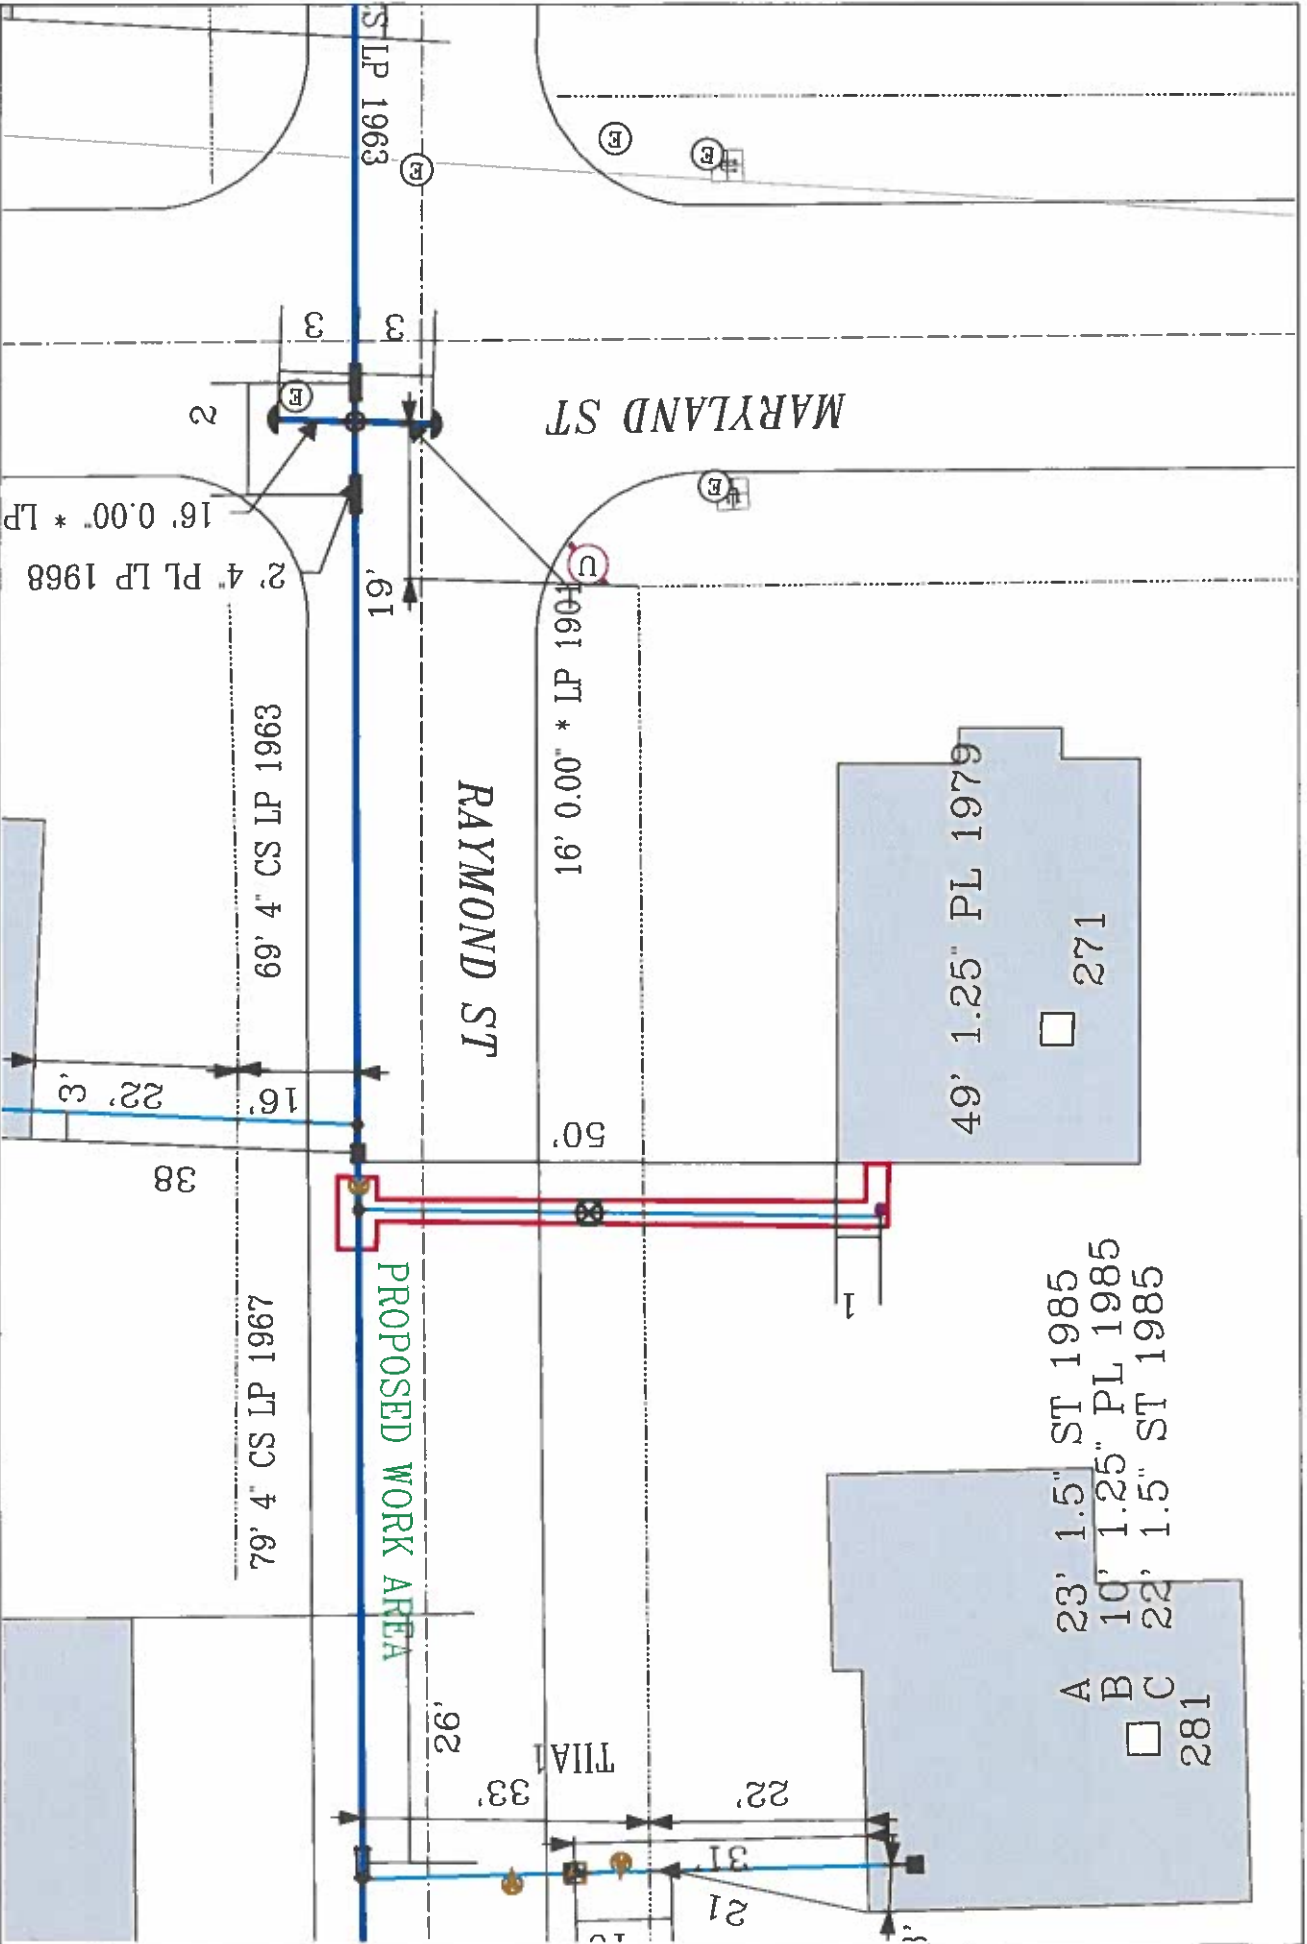 S LP 1963
E
E
E
3
3
E
2
MARYLAND ST
E
16' 0.00" * LP
2' 4" PL LP 1968
19'
U
16' 0.00" * LP 1901
69' 4" CS LP 1963
RAYMOND ST
49' 1.25" PL 1979
271
3'
22'
16'
38
50'
79' 4" CS LP 1967
PROPOSED WORK AREA
1
A 23' 1.5" ST 1985
B 10' 1.25" PL 1985
C 22' 1.5" ST 1985
281
26'
TIIA1
33'
22'
31'
21